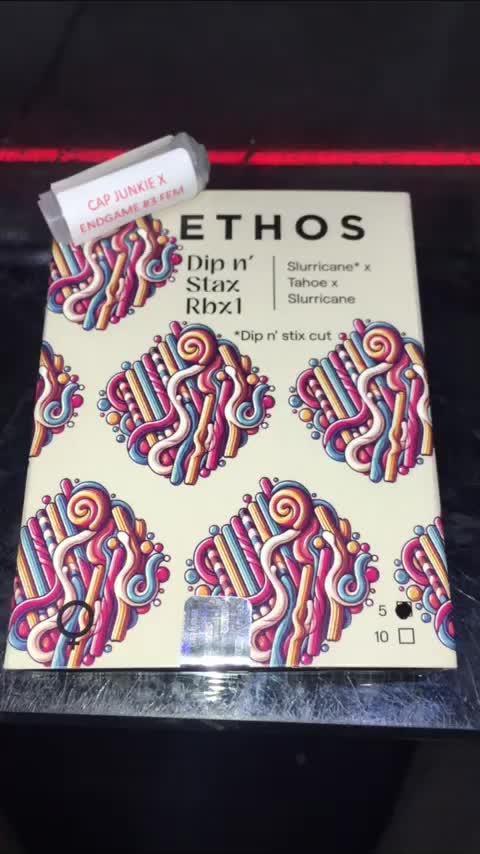 CAP JUNKIE X
ENDGAME #3 FEM
ETHOS
Dip n'
Stax
Rbx1
Slurricane* x
Tahoe x
Slurricane
*Dip n' stix cut
5
10